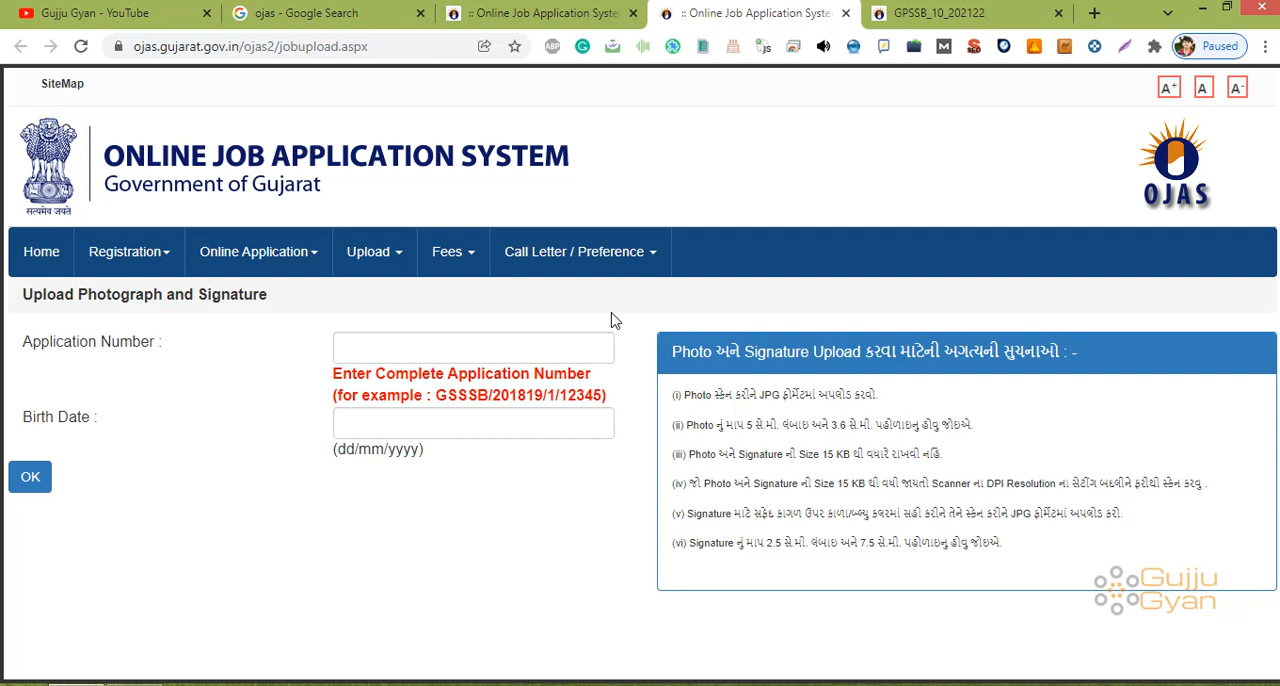 Gujju Gyan - YouTube
ojas - Google Search
:: Online Job Application Syste
:: Online Job Application Syste
GPSSB_10_202122
ojas.gujarat.gov.in/ojas2/jobupload.aspx
ABP
js
M
Paused
SiteMap
A+ A A-
सत्यमेव जयते
ONLINE JOB APPLICATION SYSTEM
Government of Gujarat
OJAS
Home Registration Online Application Upload Fees Call Letter / Preference
Upload Photograph and Signature
Application Number :
Enter Complete Application Number
(for example : GSSSB/201819/1/12345)
Birth Date :
(dd/mm/yyyy)
OK
Photo અને Signature Upload કરવા માટેની અગત્યની સુચનાઓ : -
(i) Photo સ્કેન કરીને JPG ફોર્મેટમાં અપલોડ કરવો.
(ii) Photo નું માપ 5 સે.મી. લંબાઇ અને 3.6 સે.મી. પહોળાઇનુ હોવુ જોઇએ.
(iii) Photo અને Signature ની Size 15 KB થી વધારે રાખવી નહિ.
(iv) જો Photo અને Signature ની Size 15 KB થી વધી જાયતો Scanner ના DPI Resolution ના સેટીંગ બદલીને ફરીથી સ્કેન કરવુ .
(v) Signature માટે સફેદ કાગળ ઉપર કાળા/બ્લ્યુ કલરમાં સહી કરીને તેને સ્કેન કરીને JPG ફોર્મેટમાં અપલોડ કરો.
(vi) Signature નું માપ 2.5 સે.મી. લંબાઇ અને 7.5 સે.મી. પહોળાઇનુ હોવુ જોઇએ.
Gujju
Gyan